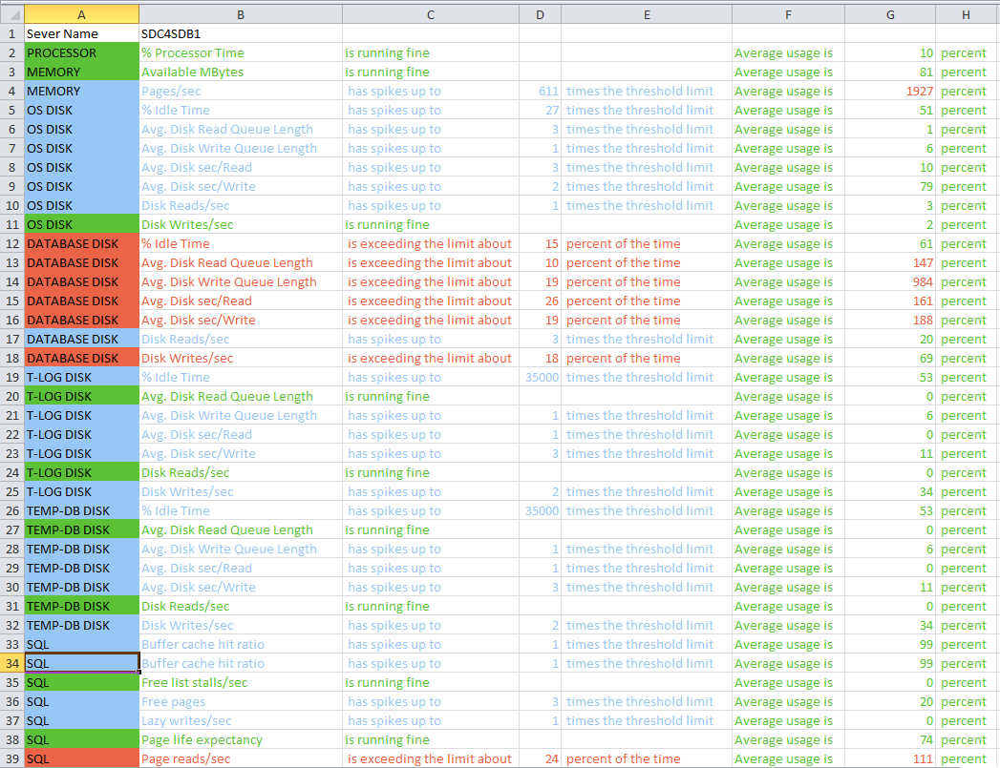 A B C D E F G H
1 Sever Name SDC4SDB1
2 PROCESSOR % Processor Time is running fine Average usage is 10 percent
3 MEMORY Available MBytes is running fine Average usage is 81 percent
4 MEMORY Pages/sec has spikes up to 611 times the threshold limit Average usage is 1927 percent
5 OS DISK % Idle Time has spikes up to 27 times the threshold limit Average usage is 51 percent
6 OS DISK Avg. Disk Read Queue Length has spikes up to 3 times the threshold limit Average usage is 1 percent
7 OS DISK Avg. Disk Write Queue Length has spikes up to 1 times the threshold limit Average usage is 6 percent
8 OS DISK Avg. Disk sec/Read has spikes up to 3 times the threshold limit Average usage is 10 percent
9 OS DISK Avg. Disk sec/Write has spikes up to 2 times the threshold limit Average usage is 79 percent
10 OS DISK Disk Reads/sec has spikes up to 1 times the threshold limit Average usage is 3 percent
11 OS DISK Disk Writes/sec is running fine Average usage is 2 percent
12 DATABASE DISK % Idle Time is exceeding the limit about 15 percent of the time Average usage is 61 percent
13 DATABASE DISK Avg. Disk Read Queue Length is exceeding the limit about 10 percent of the time Average usage is 147 percent
14 DATABASE DISK Avg. Disk Write Queue Length is exceeding the limit about 19 percent of the time Average usage is 984 percent
15 DATABASE DISK Avg. Disk sec/Read is exceeding the limit about 26 percent of the time Average usage is 161 percent
16 DATABASE DISK Avg. Disk sec/Write is exceeding the limit about 19 percent of the time Average usage is 188 percent
17 DATABASE DISK Disk Reads/sec has spikes up to 3 times the threshold limit Average usage is 20 percent
18 DATABASE DISK Disk Writes/sec is exceeding the limit about 18 percent of the time Average usage is 69 percent
19 T-LOG DISK % Idle Time has spikes up to 35000 times the threshold limit Average usage is 53 percent
20 T-LOG DISK Avg. Disk Read Queue Length is running fine Average usage is 0 percent
21 T-LOG DISK Avg. Disk Write Queue Length has spikes up to 1 times the threshold limit Average usage is 6 percent
22 T-LOG DISK Avg. Disk sec/Read has spikes up to 1 times the threshold limit Average usage is 0 percent
23 T-LOG DISK Avg. Disk sec/Write has spikes up to 3 times the threshold limit Average usage is 11 percent
24 T-LOG DISK Disk Reads/sec is running fine Average usage is 0 percent
25 T-LOG DISK Disk Writes/sec has spikes up to 2 times the threshold limit Average usage is 34 percent
26 TEMP-DB DISK % Idle Time has spikes up to 35000 times the threshold limit Average usage is 53 percent
27 TEMP-DB DISK Avg. Disk Read Queue Length is running fine Average usage is 0 percent
28 TEMP-DB DISK Avg. Disk Write Queue Length has spikes up to 1 times the threshold limit Average usage is 6 percent
29 TEMP-DB DISK Avg. Disk sec/Read has spikes up to 1 times the threshold limit Average usage is 0 percent
30 TEMP-DB DISK Avg. Disk sec/Write has spikes up to 3 times the threshold limit Average usage is 11 percent
31 TEMP-DB DISK Disk Reads/sec is running fine Average usage is 0 percent
32 TEMP-DB DISK Disk Writes/sec has spikes up to 2 times the threshold limit Average usage is 34 percent
33 SQL Buffer cache hit ratio has spikes up to 1 times the threshold limit Average usage is 99 percent
34 SQL Buffer cache hit ratio has spikes up to 1 times the threshold limit Average usage is 99 percent
35 SQL Free list stalls/sec is running fine Average usage is 0 percent
36 SQL Free pages has spikes up to 3 times the threshold limit Average usage is 20 percent
37 SQL Lazy writes/sec has spikes up to 1 times the threshold limit Average usage is 0 percent
38 SQL Page life expectancy is running fine Average usage is 74 percent
39 SQL Page reads/sec is exceeding the limit about 24 percent of the time Average usage is 111 percent